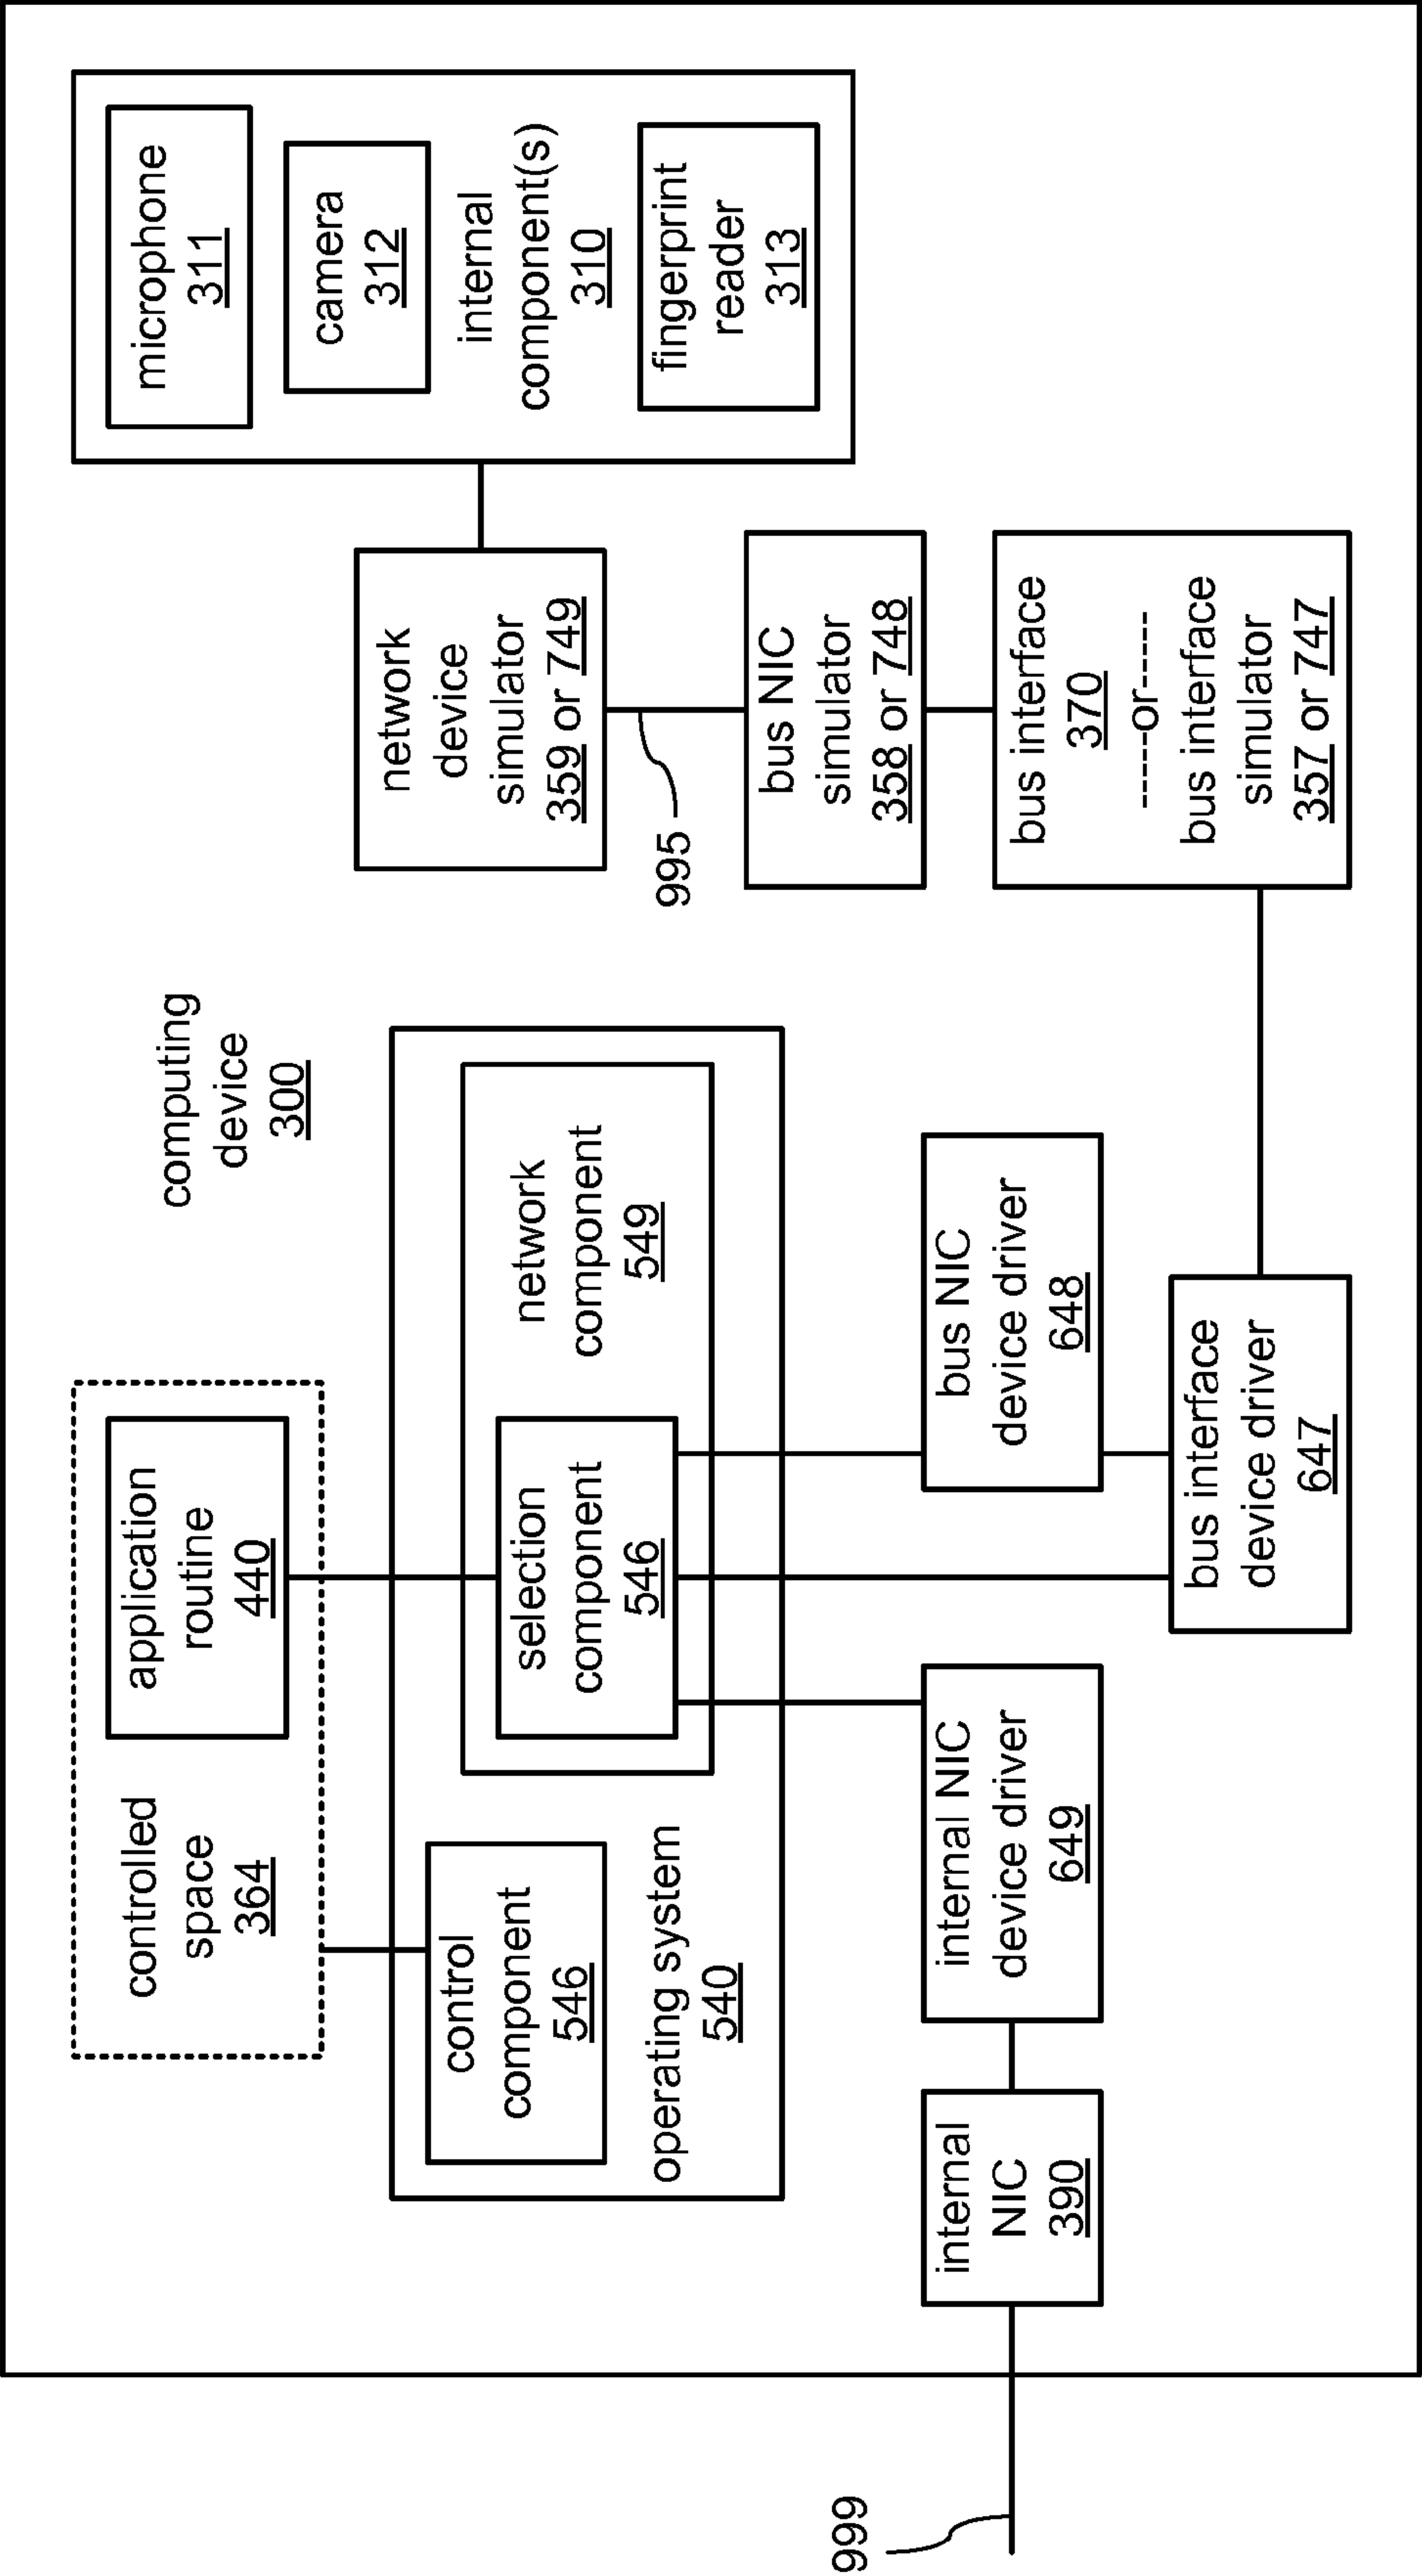 computing
device
300
controlled
space
364
application
routine
440
control
component
546
operating system
540
selection
component
546
network
component
549
internal
NIC
390
internal NIC
device driver
649
bus NIC
device driver
648
bus interface
device driver
647
999
microphone
311
camera
312
internal
component(s)
310
fingerprint
reader
313
network
device
simulator
359 or 749
995
bus NIC
simulator
358 or 748
bus interface
370
------or------
bus interface
simulator
357 or 747